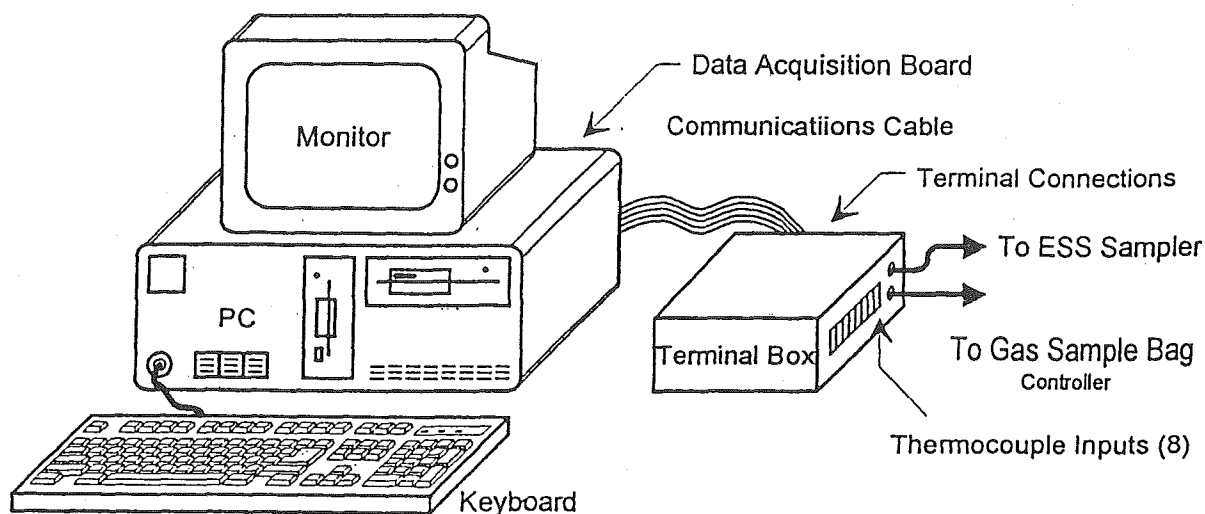 Data Acquisition Board
Monitor
Communicatiions Cable
Terminal Connections
To ESS Sampler
PC
Terminal Box
To Gas Sample Bag
Controller
Thermocouple Inputs (8)
Keyboard